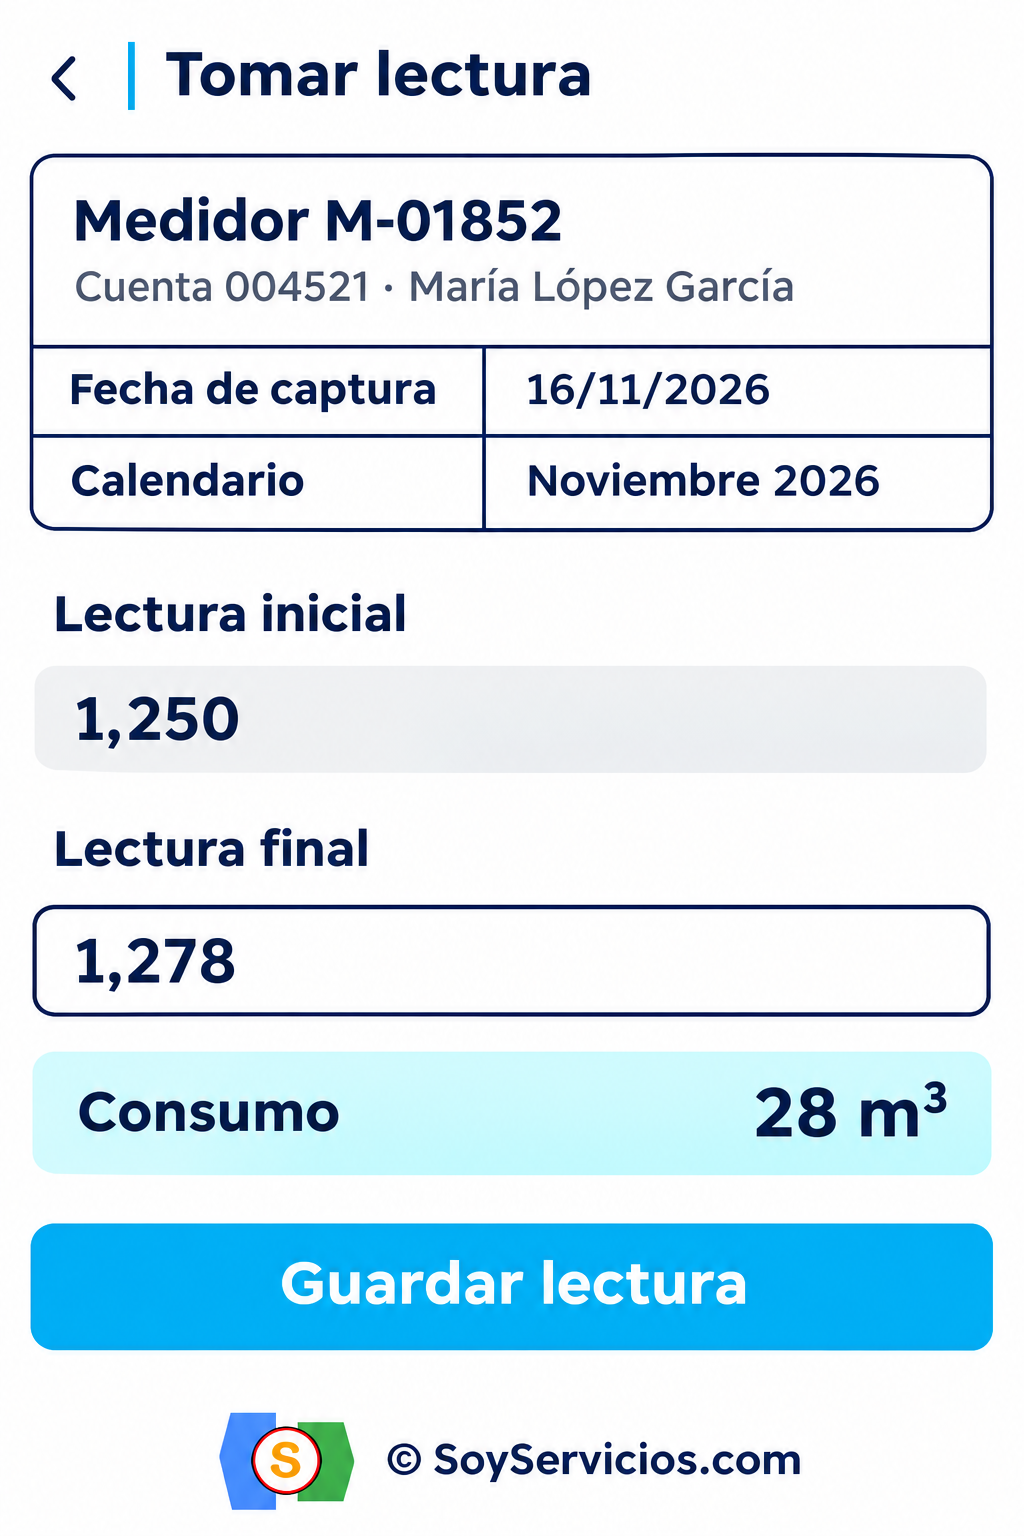 Tomar lectura
Medidor M-01852
Cuenta 004521 · María López García
Fecha de captura 16/11/2026
Calendario Noviembre 2026
Lectura inicial
1,250
Lectura final
1,278
Consumo 28 m³
Guardar lectura
S © SoyServicios.com